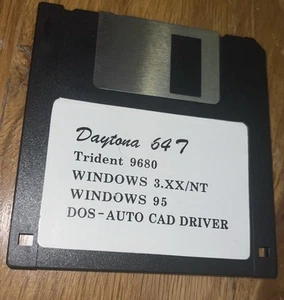 Daytona 64T
Trident 9680
WINDOWS 3.XX/NT
WINDOWS 95
DOS-AUTO CAD DRIVER